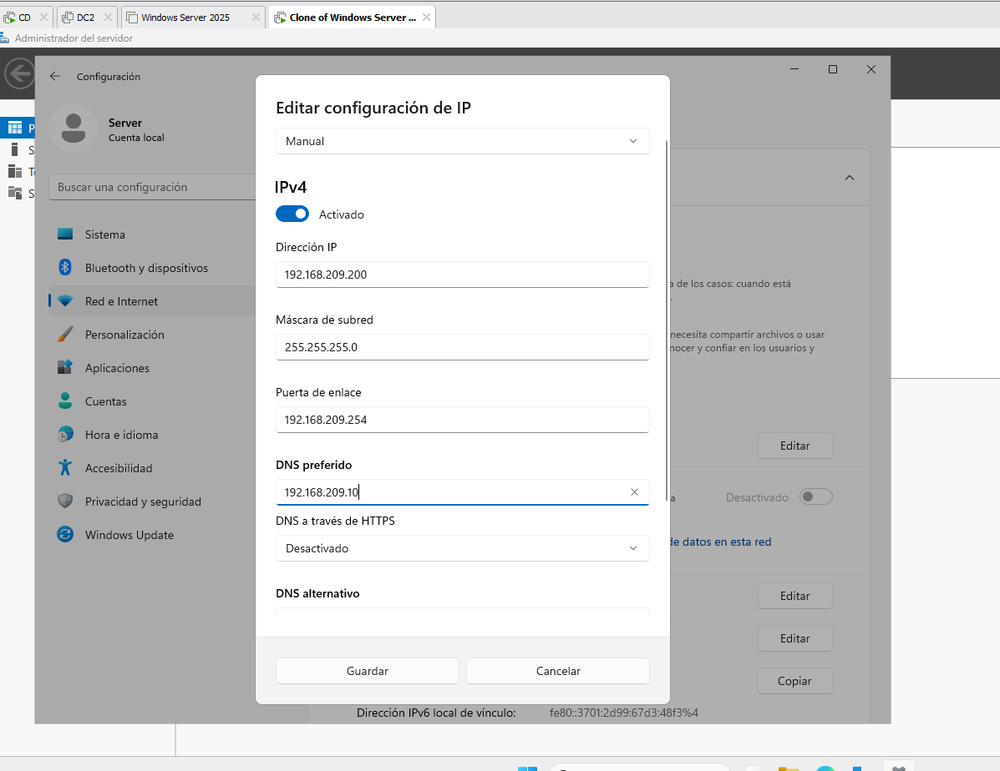 CD
DC2
Windows Server 2025
Clone of Windows Server ...
Administrador del servidor
Configuración
Server
Cuenta local
Buscar una configuración
Sistema
Bluetooth y dispositivos
Red e Internet
Personalización
Aplicaciones
Cuentas
Hora e idioma
Accesibilidad
Privacidad y seguridad
Windows Update
Editar configuración de IP
Manual
IPv4
Activado
Dirección IP
192.168.209.200
Máscara de subred
255.255.255.0
Puerta de enlace
192.168.209.254
DNS preferido
192.168.209.10
DNS a través de HTTPS
Desactivado
DNS alternativo
Guardar
Cancelar
a de los casos: cuando está
necesita compartir archivos o usar
nocer y confiar en los usuarios y
Editar
a
Desactivado
de datos en esta red
Editar
Editar
Copiar
Dirección IPv6 local de vínculo:
fe80::3701:2d99:67d3:48f3%4